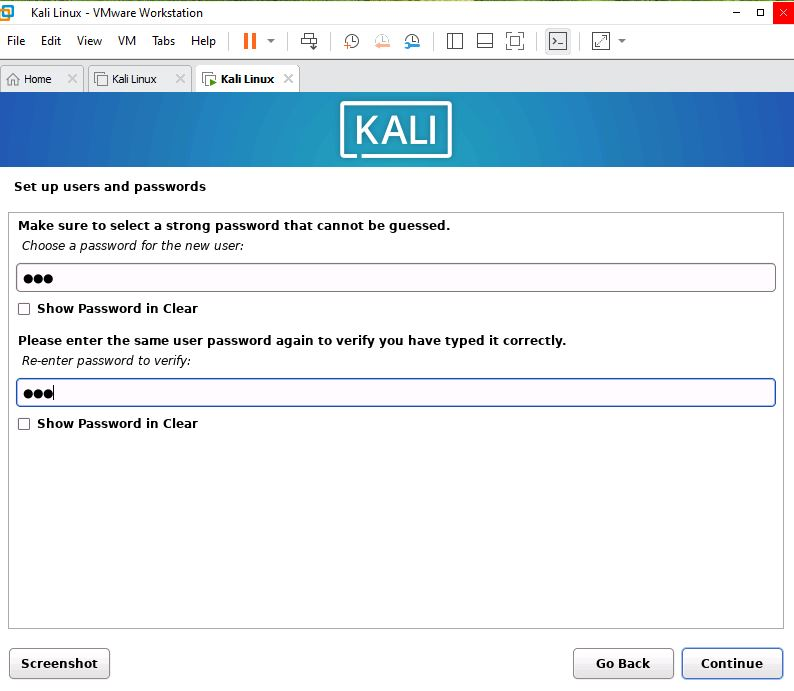 Kali Linux - VMware Workstation
File Edit View VM Tabs Help
Home Kali Linux Kali Linux
KALI
Set up users and passwords
Make sure to select a strong password that cannot be guessed.
Choose a password for the new user:
●●●
Show Password in Clear
Please enter the same user password again to verify you have typed it correctly.
Re-enter password to verify:
●●●
Show Password in Clear
Screenshot Go Back Continue